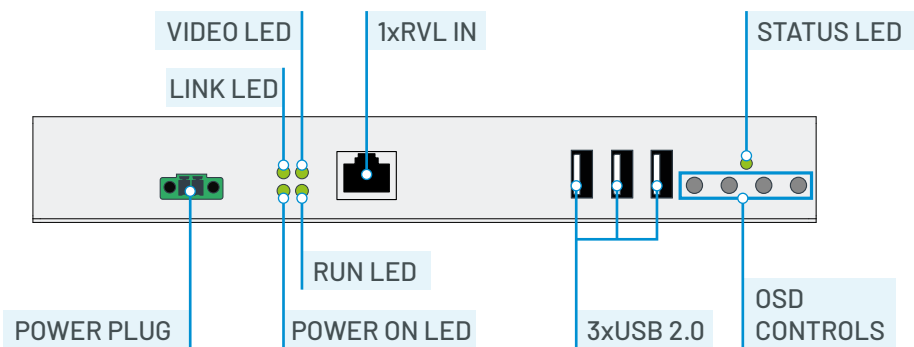 VIDEO LED
1xRVL IN
STATUS LED
LINK LED
RUN LED
POWER PLUG
POWER ON LED
3xUSB 2.0
OSD
CONTROLS